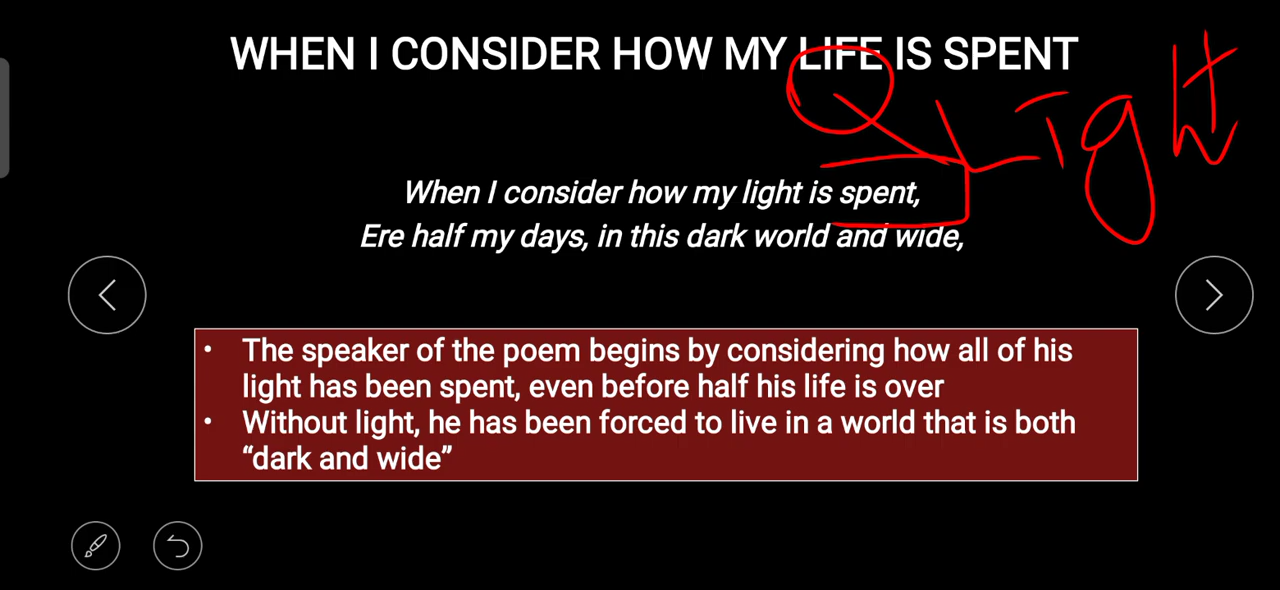 WHEN I CONSIDER HOW MY LIFE IS SPENT
Light
When I consider how my light is spent,
Ere half my days, in this dark world and wide,
• The speaker of the poem begins by considering how all of his
light has been spent, even before half his life is over
• Without light, he has been forced to live in a world that is both
“dark and wide”